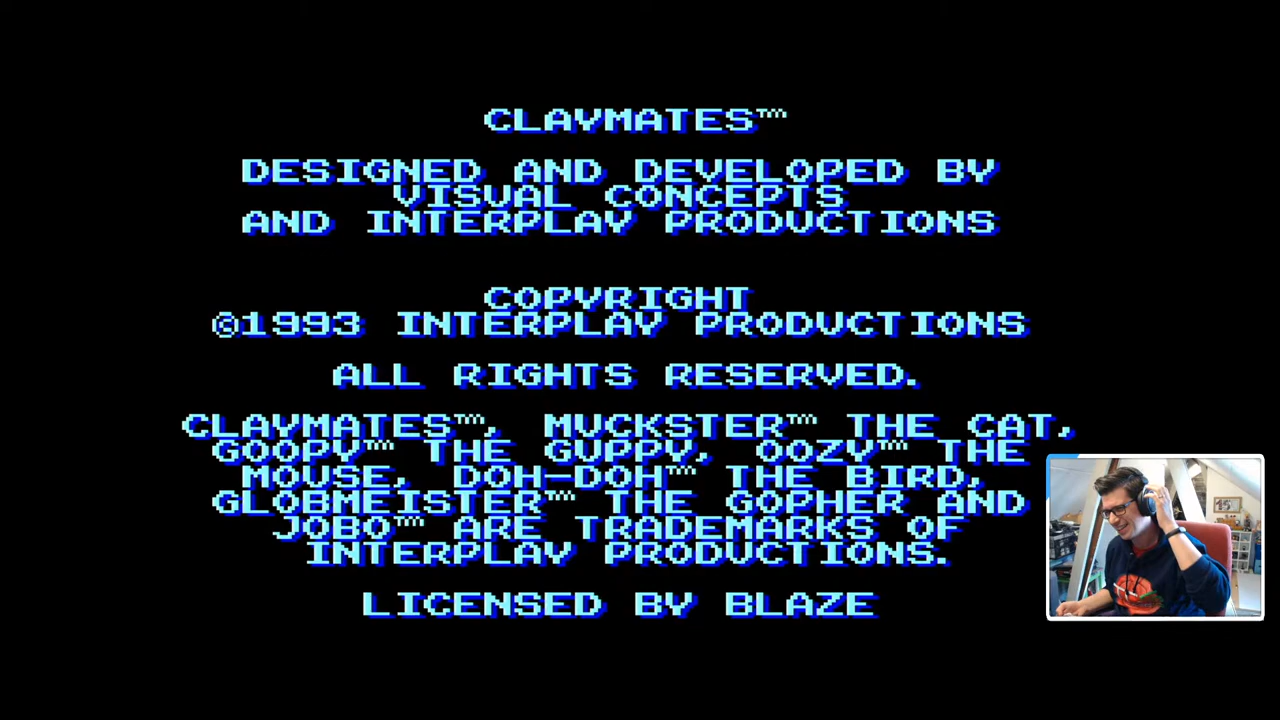 CLAYMATES™
DESIGNED AND DEVELOPED BY
VISUAL CONCEPTS
AND INTERPLAY PRODUCTIONS
COPYRIGHT
©1993 INTERPLAY PRODUCTIONS
ALL RIGHTS RESERVED.
CLAYMATES™, MUCKSTER™ THE CAT,
GOOPY™ THE GUPPY, OOZY™ THE
MOUSE, DOH-DOH™ THE BIRD,
GLOBMEISTER™ THE GOPHER AND
JOBO™ ARE TRADEMARKS OF
INTERPLAY PRODUCTIONS.
LICENSED BY BLAZE